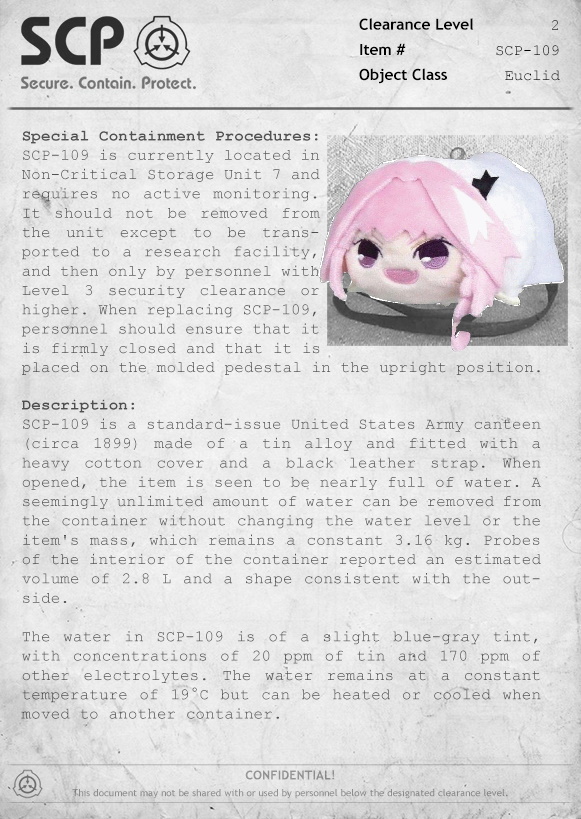 SCP
Secure. Contain. Protect.
Clearance Level 2
Item # SCP-109
Object Class Euclid
Special Containment Procedures:
SCP-109 is currently located in
Non-Critical Storage Unit 7 and
requires no active monitoring.
It should not be removed from
the unit except to be trans-
ported to a research facility,
and then only by personnel with
Level 3 security clearance or
higher. When replacing SCP-109,
personnel should ensure that it
is firmly closed and that it is
placed on the molded pedestal in the upright position.
Description:
SCP-109 is a standard-issue United States Army canteen
(circa 1899) made of a tin alloy and fitted with a
heavy cotton cover and a black leather strap. When
opened, the item is seen to be nearly full of water. A
seemingly unlimited amount of water can be removed from
the container without changing the water level or the
item's mass, which remains a constant 3.16 kg. Probes
of the interior of the container reported an estimated
volume of 2.8 L and a shape consistent with the out-
side.
The water in SCP-109 is of a slight blue-gray tint,
with concentrations of 20 ppm of tin and 170 ppm of
other electrolytes. The water remains at a constant
temperature of 19°C but can be heated or cooled when
moved to another container.
CONFIDENTIAL!
This document may not be shared with or used by personnel below the designated clearance level.